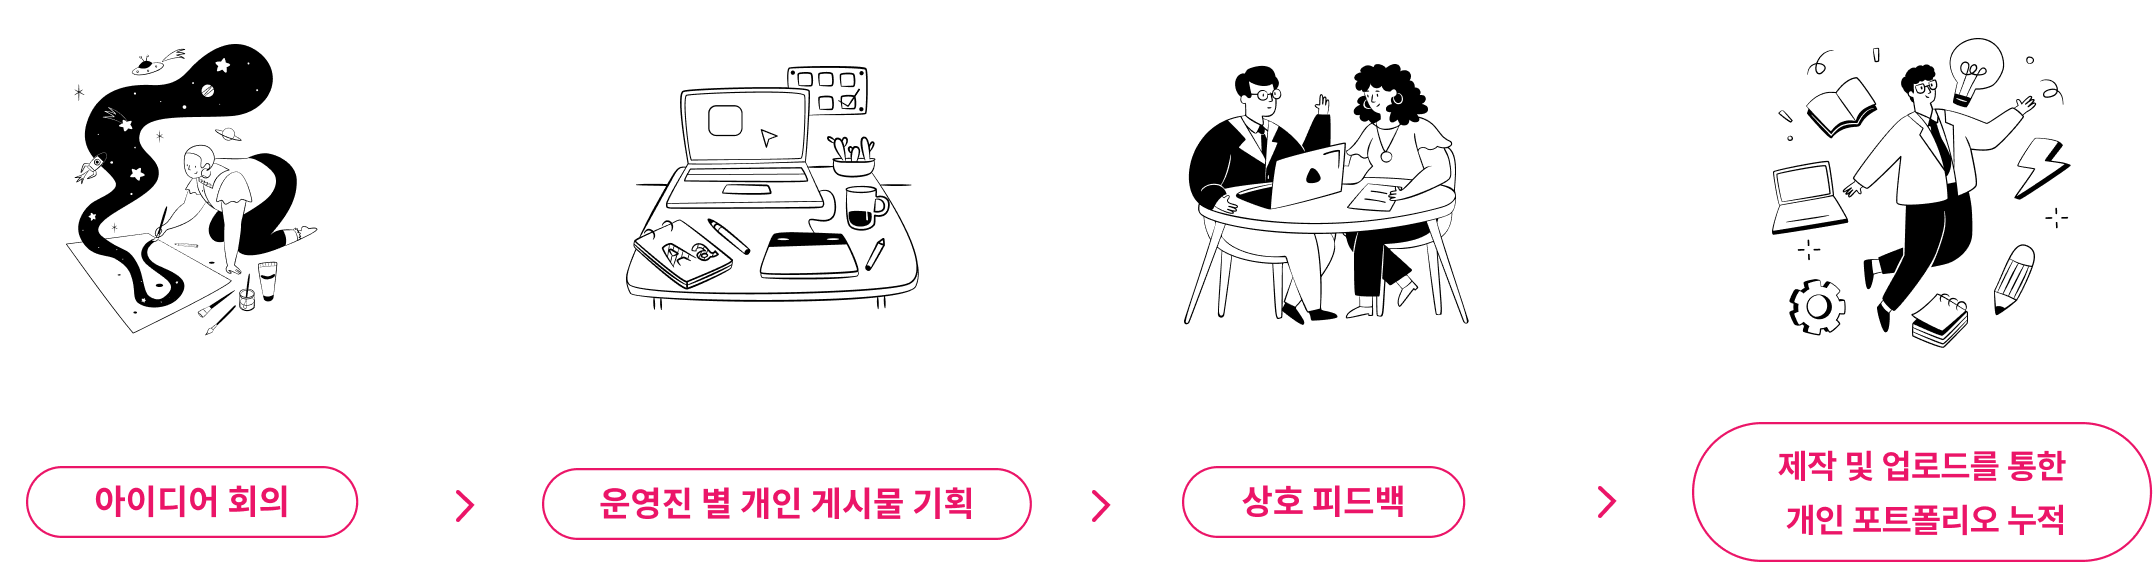 Aa
아이디어 회의
운영진 별 개인 게시물 기획
상호 피드백
제작 및 업로드를 통한
개인 포트폴리오 누적